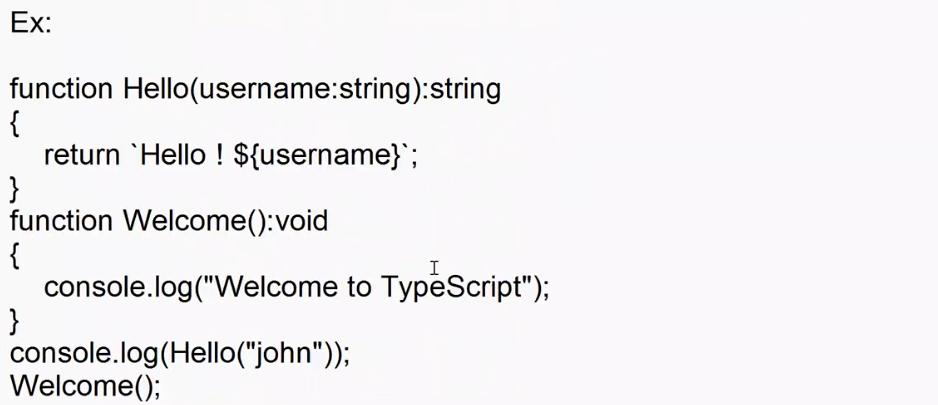 Ex:
function Hello(username:string):string
{
return `Hello ! ${username}`;
}
function Welcome():void
{
console.log("Welcome to TypeScript");
}
console.log(Hello("john"));
Welcome();